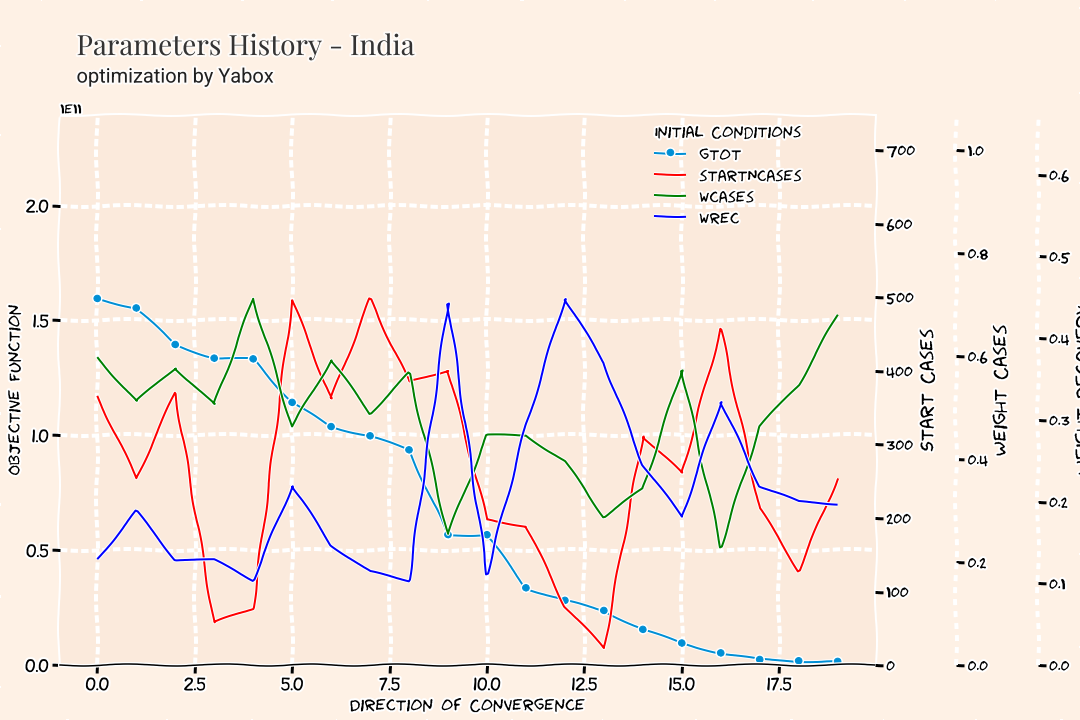 Parameters History - India
optimization by Yabox
1E11
INITIAL CONDITIONS
GTOT
STARTNCASES
WCASES
WREC
2.0
1.5
1.0
0.5
0.0
OBJECTIVE FUNCTION
0.0 2.5 5.0 7.5 10.0 12.5 15.0 17.5
DIRECTION OF CONVERGENCE
700
600
500
400
300
200
100
0
START CASES
1.0
0.8
0.6
0.4
0.2
0.0
WEIGHT CASES
0.6
0.5
0.4
0.3
0.2
0.1
0.0